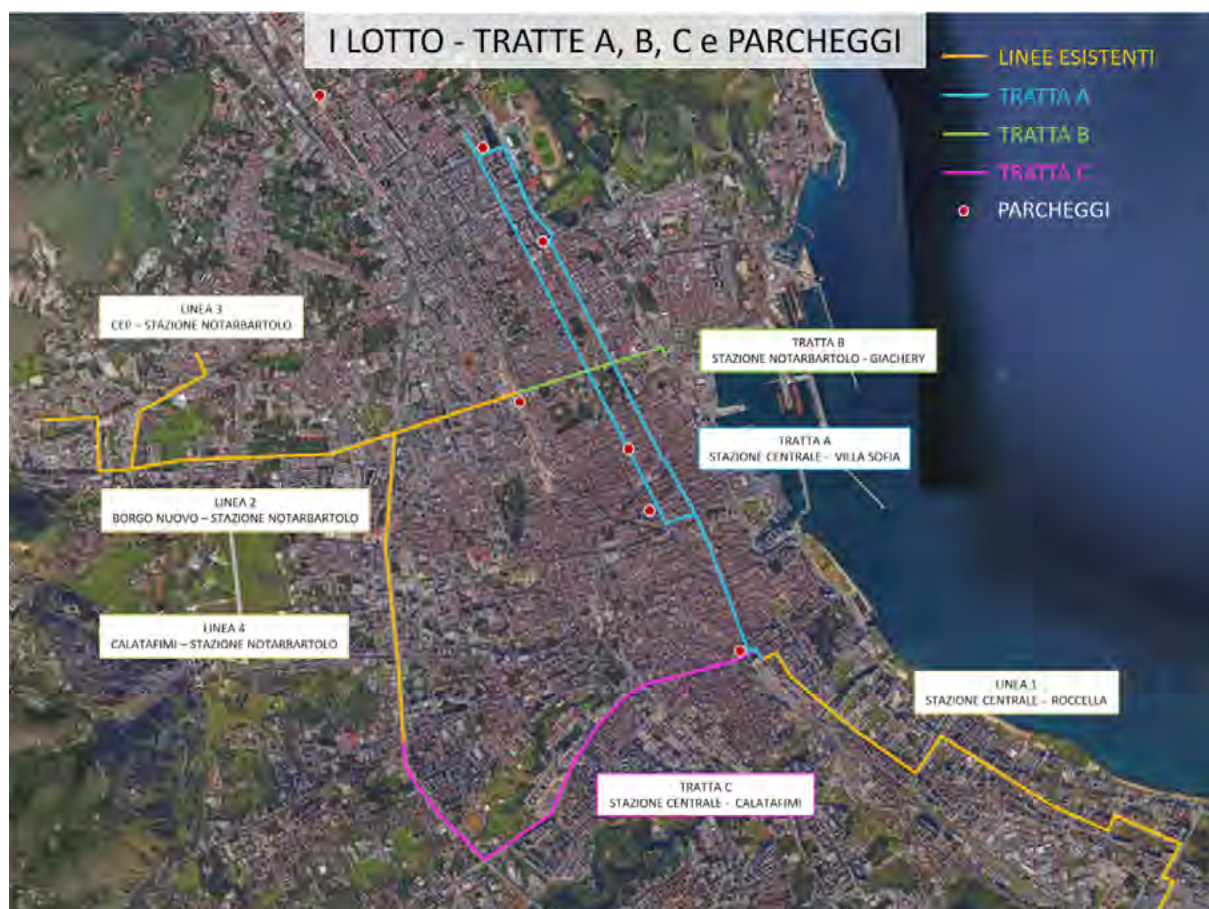 I LOTTO - TRATTE A, B, C e PARCHEGGI
LINEE ESISTENTI
TRATTA A
TRATTA B
TRATTA C
PARCHEGGI
LINEA 3
CEP – STAZIONE NOTARBARTOLO
TRATTA B
STAZIONE NOTARBARTOLO - GIACHERY
TRATTA A
STAZIONE CENTRALE - VILLA SOFIA
LINEA 2
BORGO NUOVO – STAZIONE NOTARBARTOLO
LINEA 4
CALATAFIMI – STAZIONE NOTARBARTOLO
LINEA 1
STAZIONE CENTRALE - ROCCELLA
TRATTA C
STAZIONE CENTRALE - CALATAFIMI